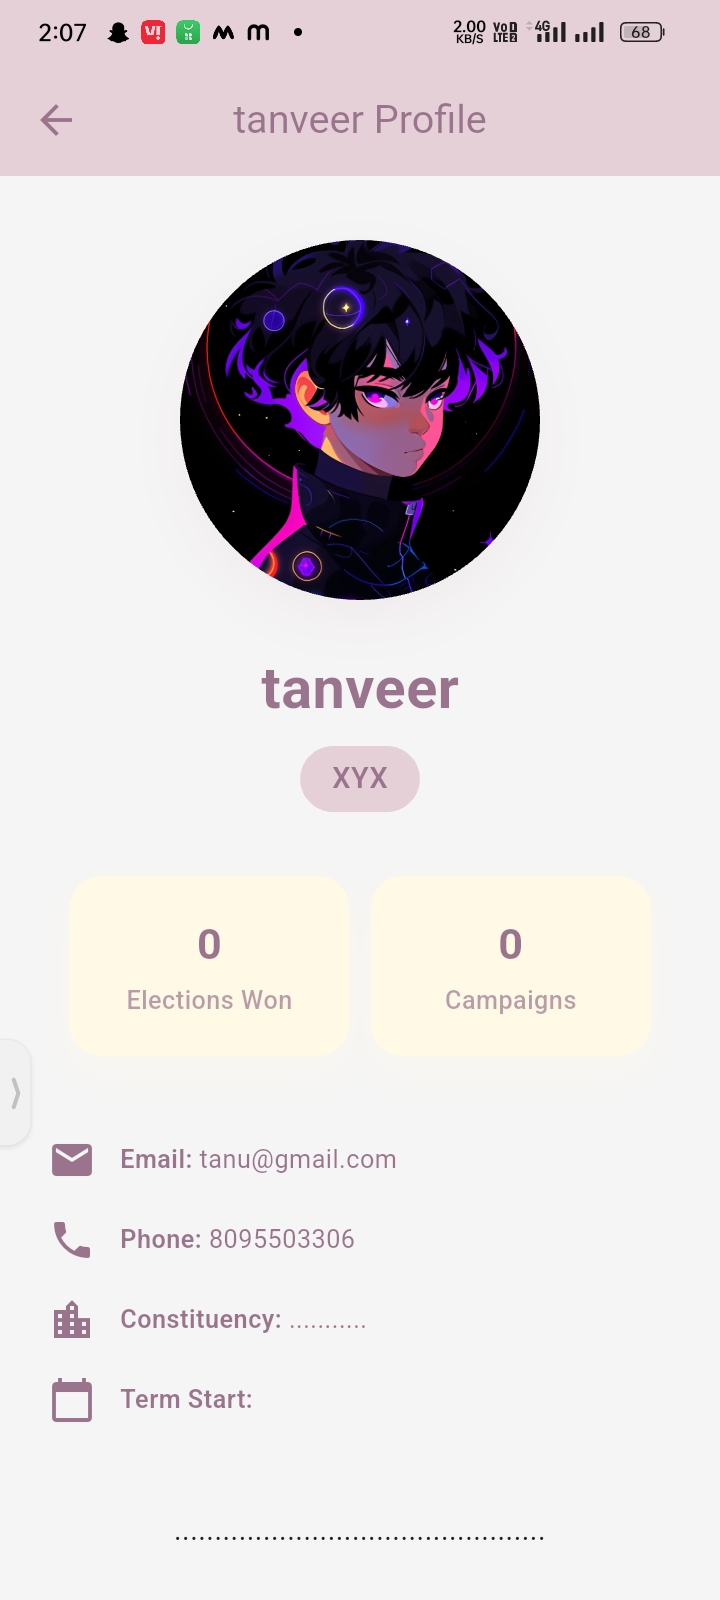 2:07 2.00 KB/S Vo LTE 2 4G 68
tanveer Profile
tanveer
XYX
0 0
Elections Won Campaigns
Email: tanu@gmail.com
Phone: 8095503306
Constituency: ...........
Term Start:
..............................................